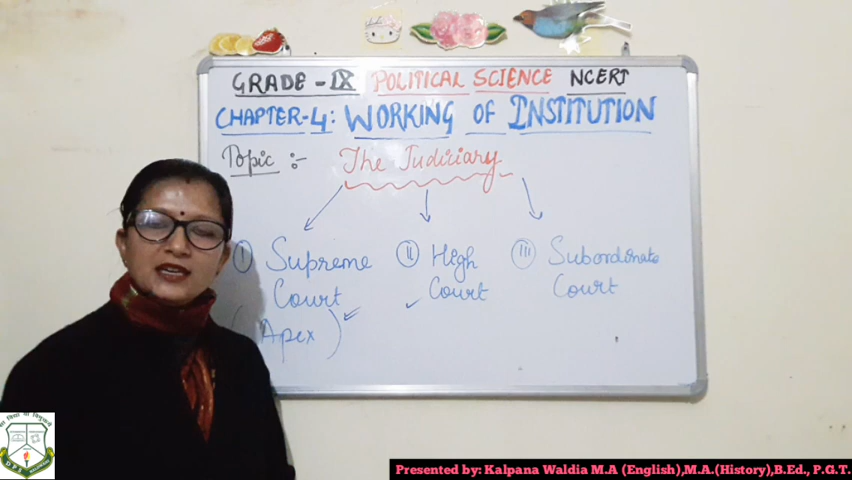 GRADE-IX POLITICAL SCIENCE NCERT
CHAPTER-4: WORKING OF INSTITUTION
Topic :- The Judiciary
(i) Supreme Court
(Apex)
(ii) High Court
(iii) Subordinate Court
DPS
Presented by: Kalpana Waldia M.A (English),M.A.(History),B.Ed., P.G.T.